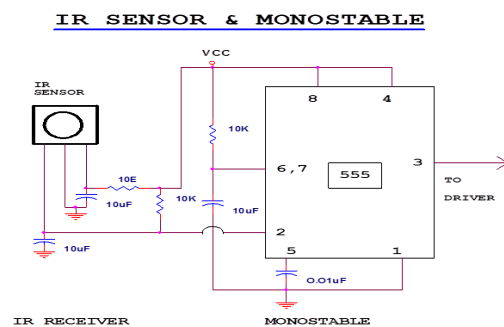 IR SENSOR & MONOSTABLE
VCC
IR
SENSOR
8
4
10K
10E
6,7
555
3
TO
DRIVER
10uF
10K
10uF
2
10uF
5
1
0.01uF
IR RECEIVER
MONOSTABLE